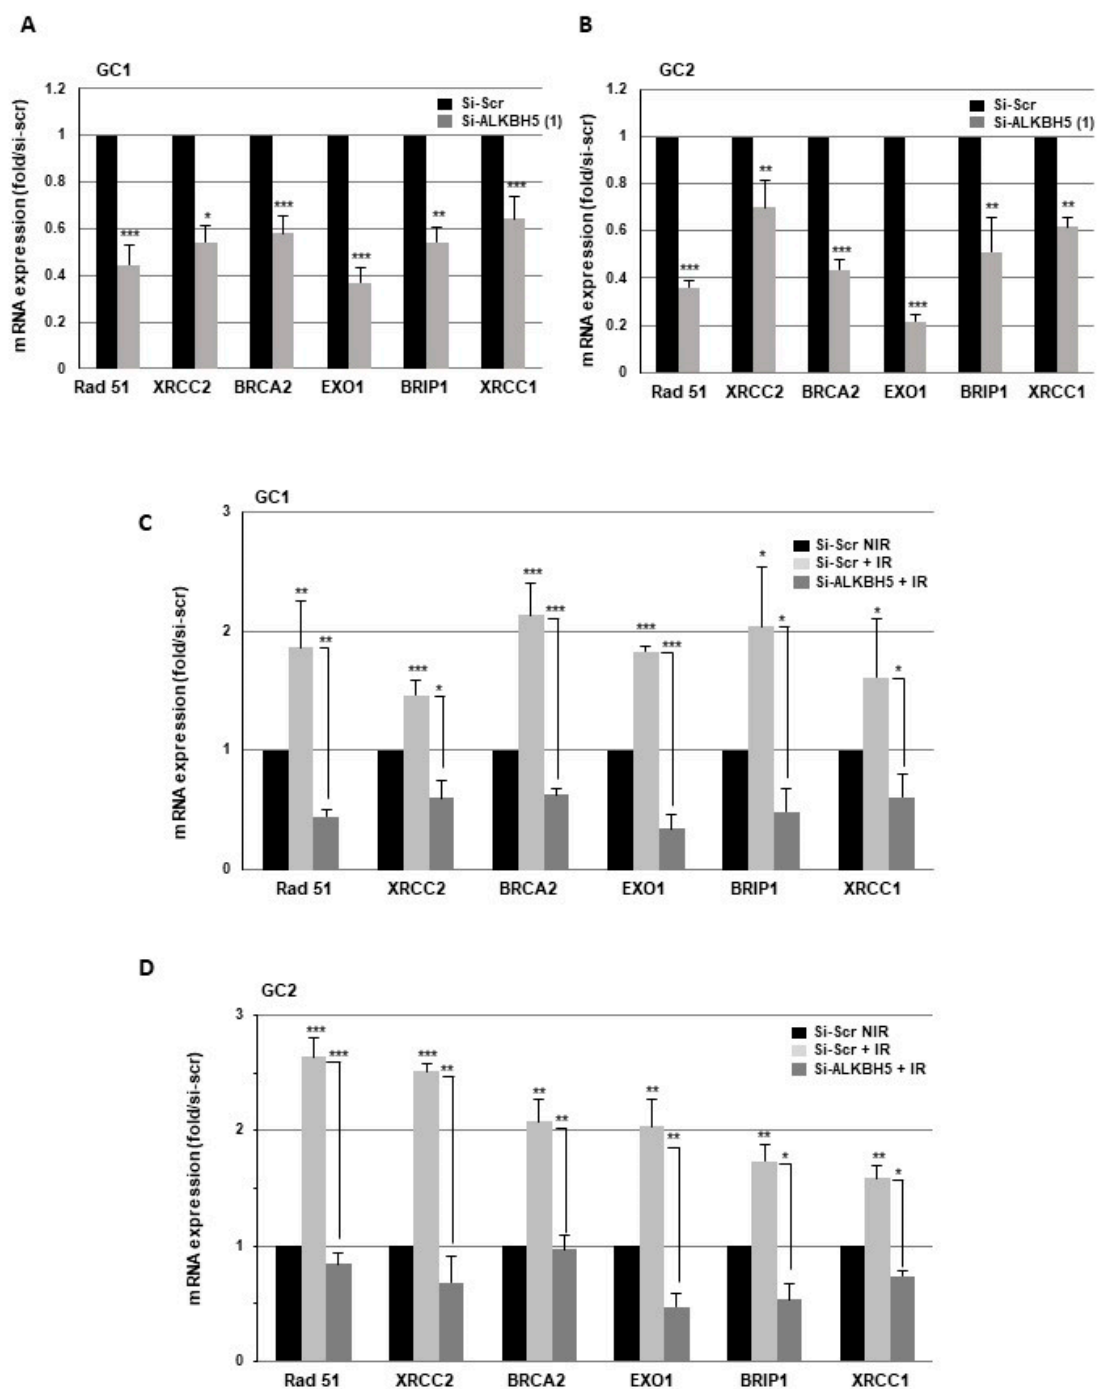 A
GC1
mRNA expression (fold/si-scr)
1.2
1
0.8
0.6
0.4
0.2
0
Si-Scr
Si-ALKBH5 (1)
***
*
***
***
**
***
Rad 51 XRCC2 BRCA2 EXO1 BRIP1 XRCC1
B
GC2
mRNA expression (fold/si-scr)
1.2
1
0.8
0.6
0.4
0.2
0
Si-Scr
Si-ALKBH5 (1)
***
**
***
***
**
**
Rad 51 XRCC2 BRCA2 EXO1 BRIP1 XRCC1
C
GC1
mRNA expression (fold/si-scr)
3
2
1
0
Si-Scr NIR
Si-Scr + IR
Si-ALKBH5 + IR
**
**
***
*
***
***
***
***
*
*
*
*
Rad 51 XRCC2 BRCA2 EXO1 BRIP1 XRCC1
D
GC2
mRNA expression (fold/si-scr)
3
2
1
0
Si-Scr NIR
Si-Scr + IR
Si-ALKBH5 + IR
***
***
***
**
**
**
**
**
**
*
**
*
Rad 51 XRCC2 BRCA2 EXO1 BRIP1 XRCC1